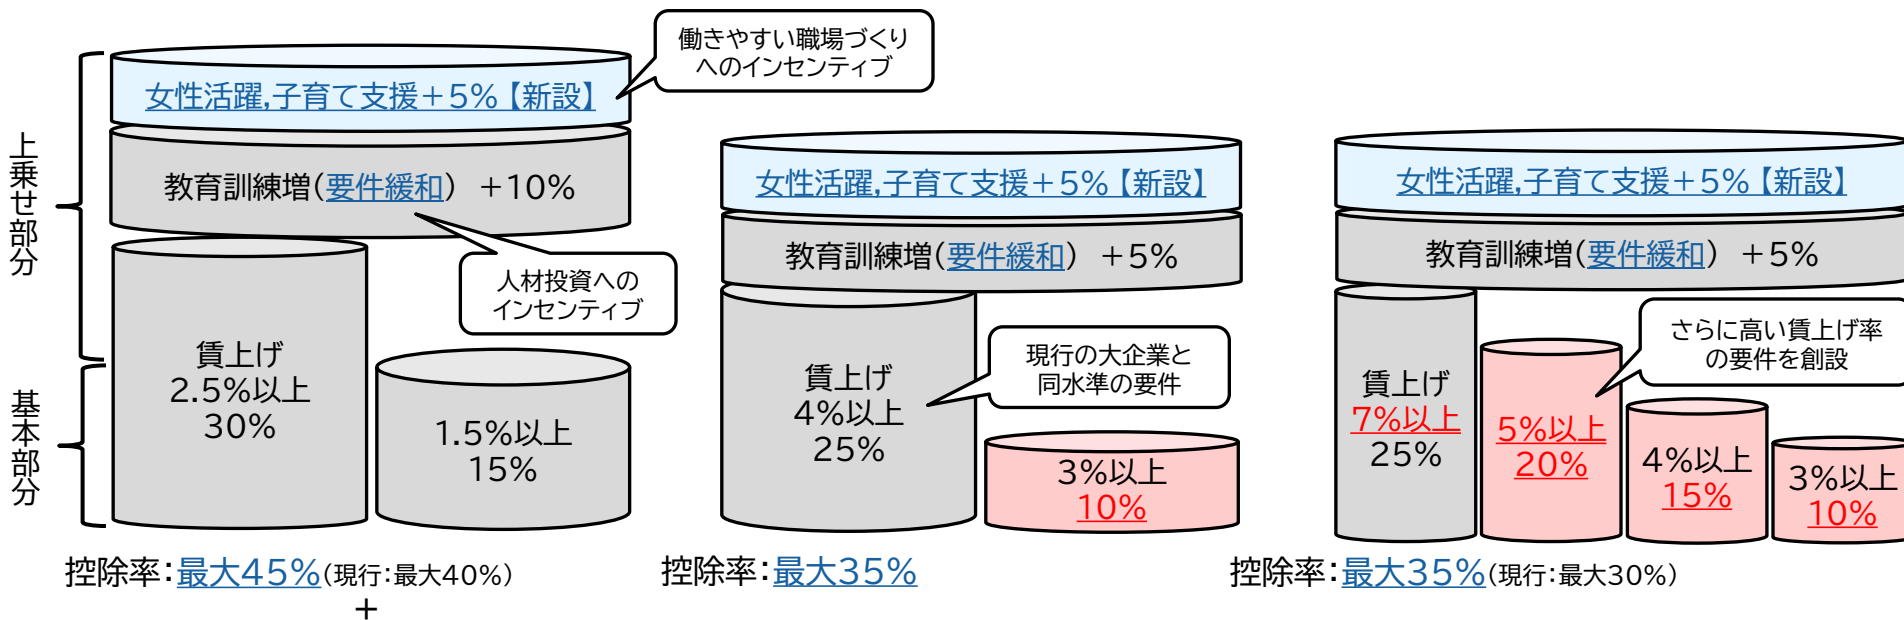 上乗せ部分
基本部分
働きやすい職場づくり
へのインセンティブ
女性活躍,子育て支援+5%【新設】
教育訓練増(要件緩和) +10%
人材投資への
インセンティブ
賃上げ
2.5%以上
30%
1.5%以上
15%
控除率:最大45%(現行:最大40%)
+
女性活躍,子育て支援+5%【新設】
教育訓練増(要件緩和) +5%
現行の大企業と
同水準の要件
賃上げ
4%以上
25%
3%以上
10%
控除率:最大35%
女性活躍,子育て支援+5%【新設】
教育訓練増(要件緩和) +5%
さらに高い賃上げ率
の要件を創設
賃上げ
7%以上
25%
5%以上
20%
4%以上
15%
3%以上
10%
控除率:最大35%(現行:最大30%)